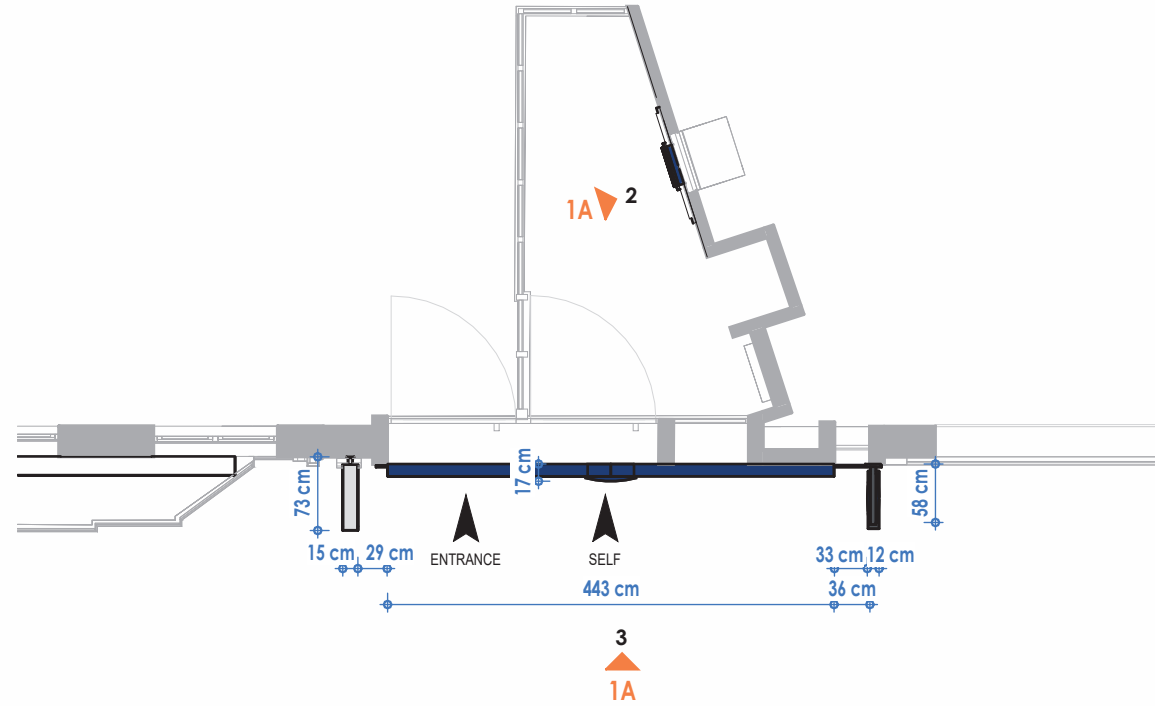 2
1A
17 cm
73 cm
58 cm
15 cm
29 cm
ENTRANCE
SELF
33 cm
12 cm
443 cm
36 cm
3
1A